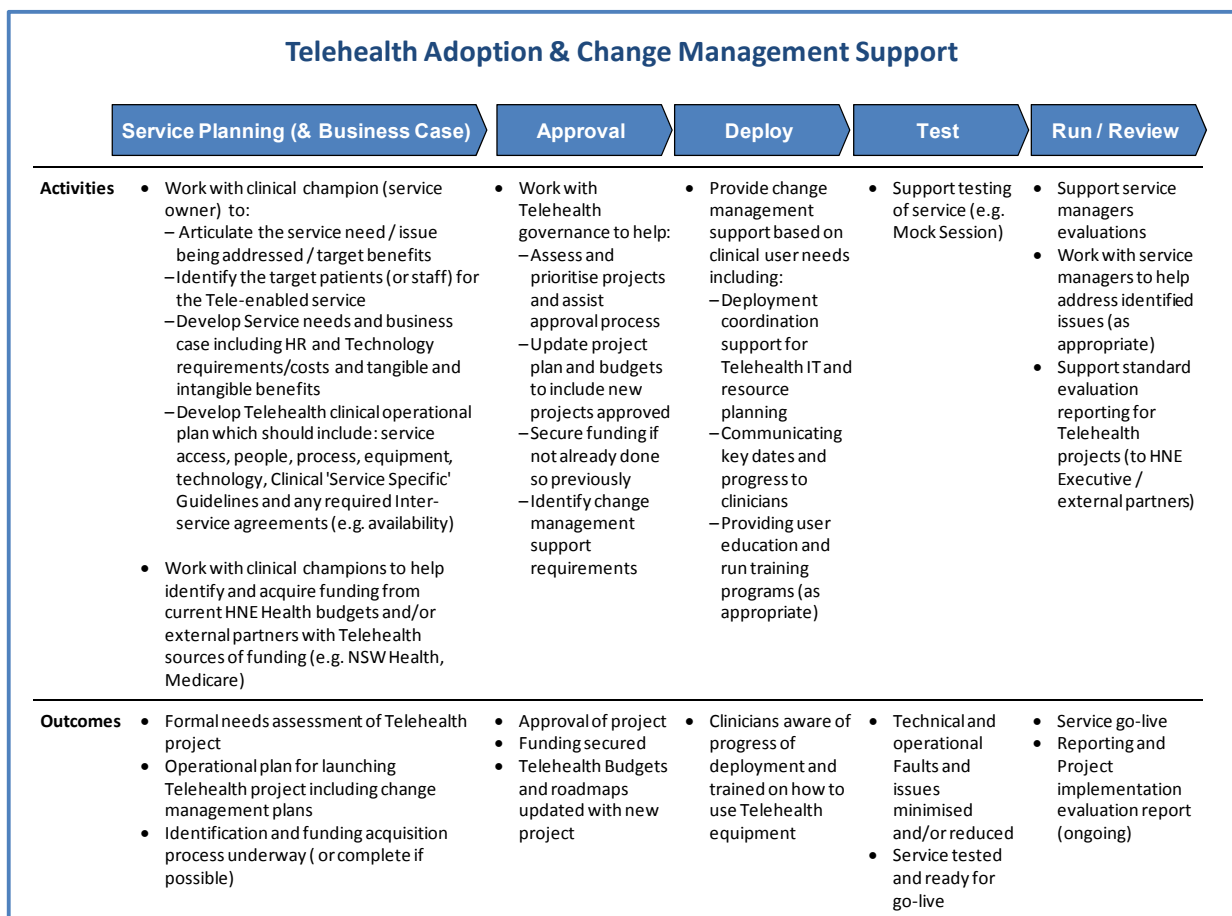 Telehealth Adoption & Change Management Support
Service Planning (& Business Case)
Approval
Deploy
Test
Run / Review
Activities
• Work with clinical champion (service
owner) to:
– Articulate the service need / issue
being addressed / target benefits
– Identify the target patients (or staff) for
the Tele-enabled service
– Develop Service needs and business
case including HR and Technology
requirements/costs and tangible and
intangible benefits
– Develop Telehealth clinical operational
plan which should include: service
access, people, process, equipment,
technology, Clinical 'Service Specific'
Guidelines and any required Inter-
service agreements (e.g. availability)
• Work with clinical champions to help
identify and acquire funding from
current HNE Health budgets and/or
external partners with Telehealth
sources of funding (e.g. NSW Health,
Medicare)
• Work with
Telehealth
governance to help:
– Assess and
prioritise projects
and assist
approval process
– Update project
plan and budgets
to include new
projects approved
– Secure funding if
not already done
so previously
– Identify change
management
support
requirements
• Provide change
management
support based on
clinical user needs
including:
– Deployment
coordination
support for
Telehealth IT and
resource
planning
– Communicating
key dates and
progress to
clinicians
– Providing user
education and
run training
programs (as
appropriate)
• Support testing
of service (e.g.
Mock Session)
• Support service
managers
evaluations
• Work with service
managers to help
address identified
issues (as
appropriate)
• Support standard
evaluation
reporting for
Telehealth
projects (to HNE
Executive /
external partners)
Outcomes
• Formal needs assessment of Telehealth
project
• Operational plan for launching
Telehealth project including change
management plans
• Identification and funding acquisition
process underway ( or complete if
possible)
• Approval of project
• Funding secured
• Telehealth Budgets
and roadmaps
updated with new
project
• Clinicians aware of
progress of
deployment and
trained on how to
use Telehealth
equipment
• Technical and
operational
Faults and
issues
minimised
and/or reduced
• Service tested
and ready for
go-live
• Service go-live
• Reporting and
Project
implementation
evaluation report
(ongoing)